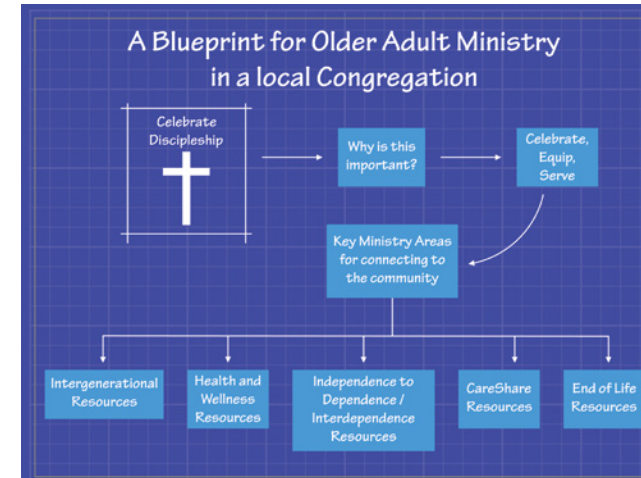 A Blueprint for Older Adult Ministry
in a local Congregation
Celebrate
Discipleship
Why is this
important?
Celebrate,
Equip,
Serve
Key Ministry Areas
for connecting to
the community
Intergenerational
Resources
Health and
Wellness
Resources
Independence to
Dependence /
Interdependence
Resources
CareShare
Resources
End of Life
Resources